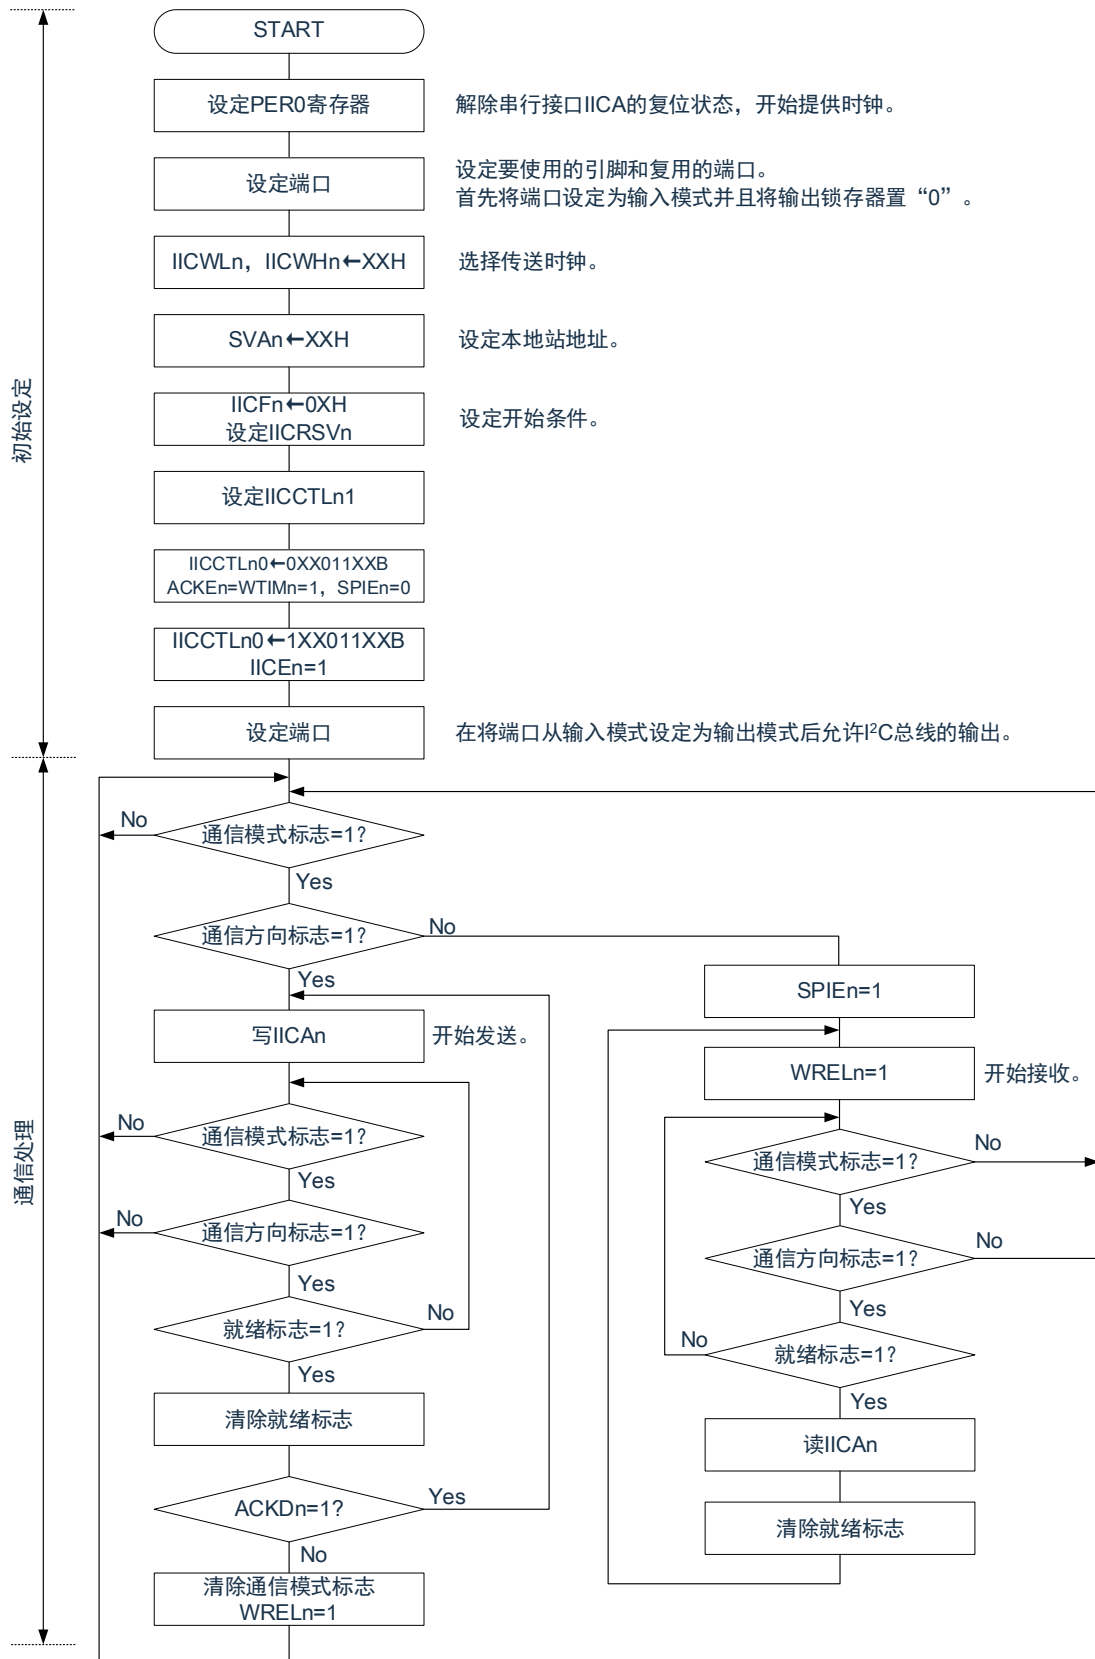 START
设定PER0寄存器
解除串行接口IICA的复位状态，开始提供时钟。
设定端口
设定要使用的引脚和复用的端口。
首先将端口设定为输入模式并且将输出锁存器置“0”。
IICWLn，IICWHn←XXH
选择传送时钟。
SVAn←XXH
设定本地站地址。
IICFn←0XH
设定IICRSVn
设定开始条件。
设定IICCTLn1
IICCTLn0←0XX011XXB
ACKEn=WTIMn=1，SPIEn=0
IICCTLn0←1XX011XXB
IICEn=1
设定端口
在将端口从输入模式设定为输出模式后允许I²C总线的输出。
初始设定
No
通信模式标志=1?
Yes
通信方向标志=1?
No
Yes
写IICAn
开始发送。
No
通信模式标志=1?
Yes
No
通信方向标志=1?
Yes
就绪标志=1?
No
Yes
清除就绪标志
ACKDn=1?
Yes
No
清除通信模式标志
WRELn=1
SPIEn=1
WRELn=1
开始接收。
通信模式标志=1?
No
Yes
通信方向标志=1?
No
Yes
No
就绪标志=1?
Yes
读IICAn
清除就绪标志
通信处理